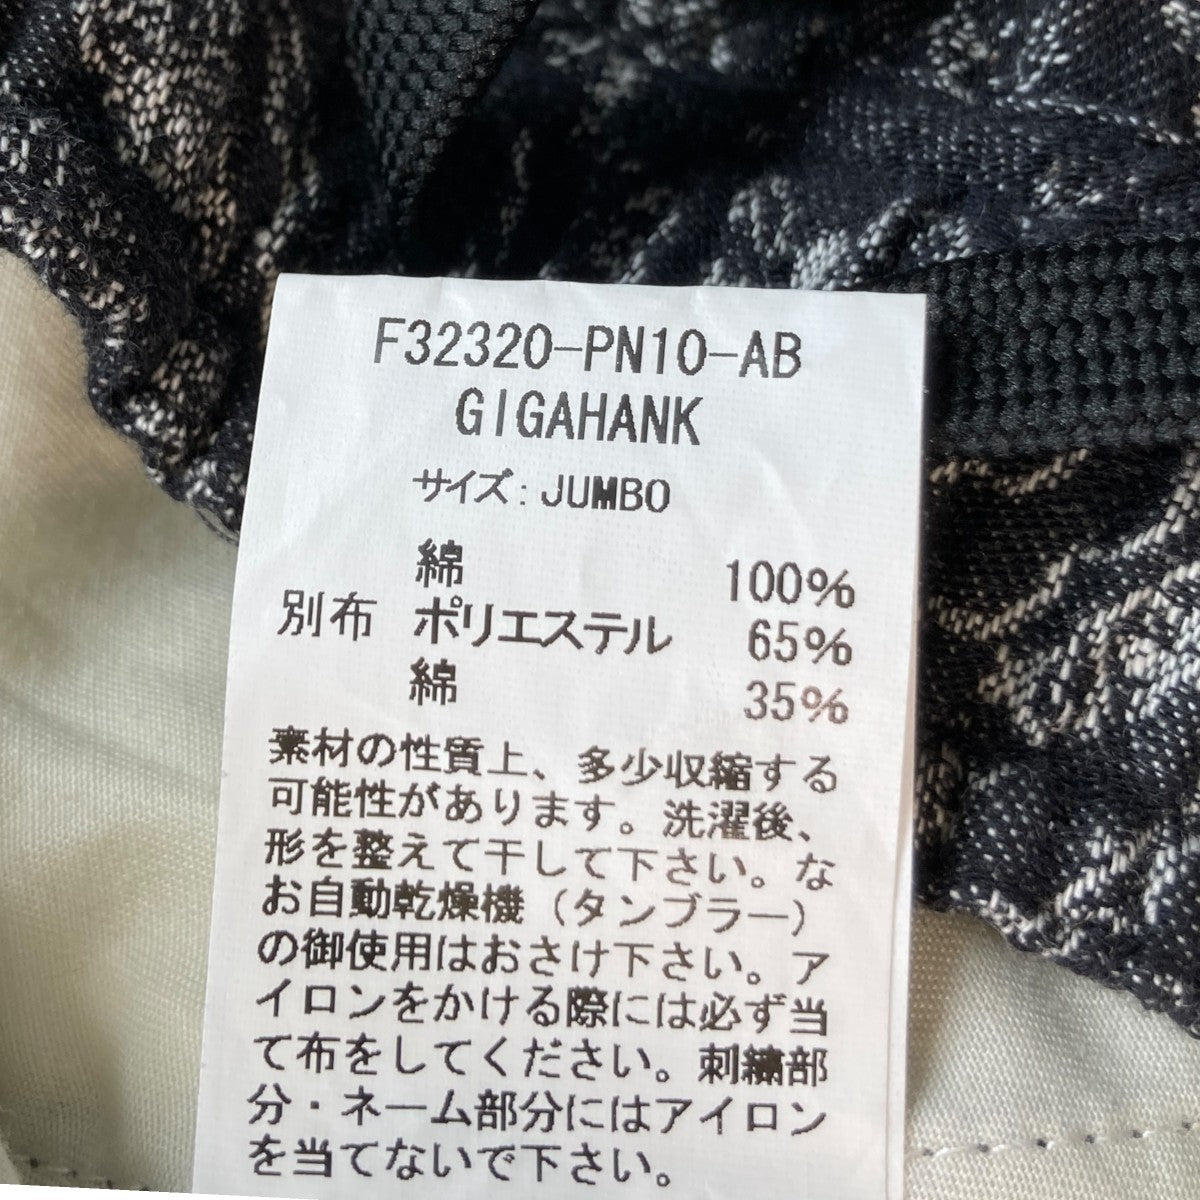 F32320-PN10-AB
GIGAHANK
サイズ: JUMBO
綿 100%
別布 ポリエステル 65%
綿 35%
素材の性質上、多少収縮する
可能性があります。洗濯後、
形を整えて干して下さい。な
お自動乾燥機（タンブラー）
の御使用はおさけ下さい。ア
イロンをかける際には必ず当
て布をしてください。刺繍部
分・ネーム部分にはアイロン
を当てないで下さい。